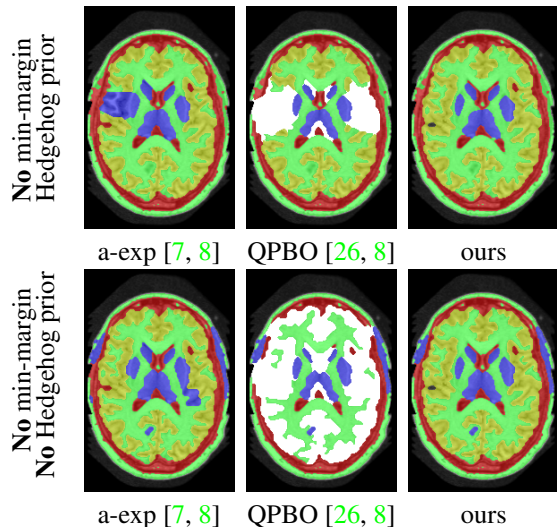 No min-margin
Hedgehog prior
a-exp [7, 8]
QPBO [26, 8]
ours
No min-margin
No Hedgehog prior
a-exp [7, 8]
QPBO [26, 8]
ours